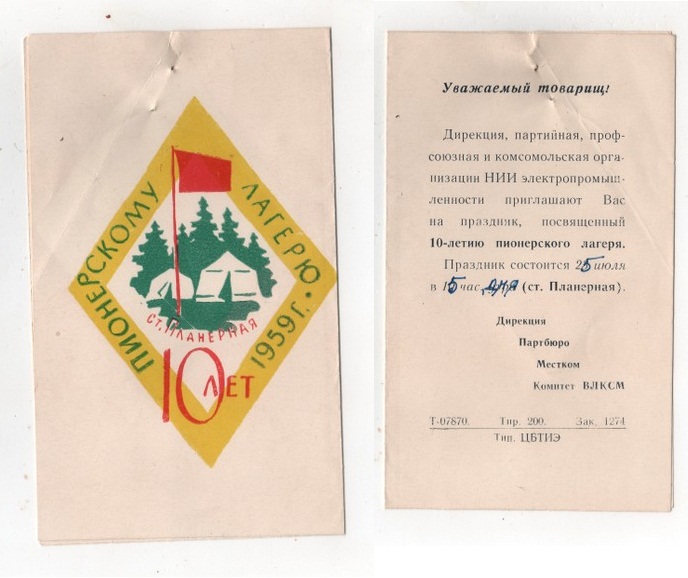 ПИОНЕРСКОМУ ЛАГЕРЮ • 1959 г.
СТ. ПЛАНЕРНАЯ
10 ЛЕТ
Уважаемый товарищ!
Дирекция, партийная, проф-
союзная и комсомольская орга-
низации НИИ электропромыш-
ленности приглашают Вас
на праздник, посвященный
10-летию пионерского лагеря.
Праздник состоится 25 июля
в 15 час. дня (ст. Планерная).
Дирекция
Партбюро
Местком
Комитет ВЛКСМ
Т-07870. Тир. 200. Зак. 1274
Тип. ЦБТИЭ